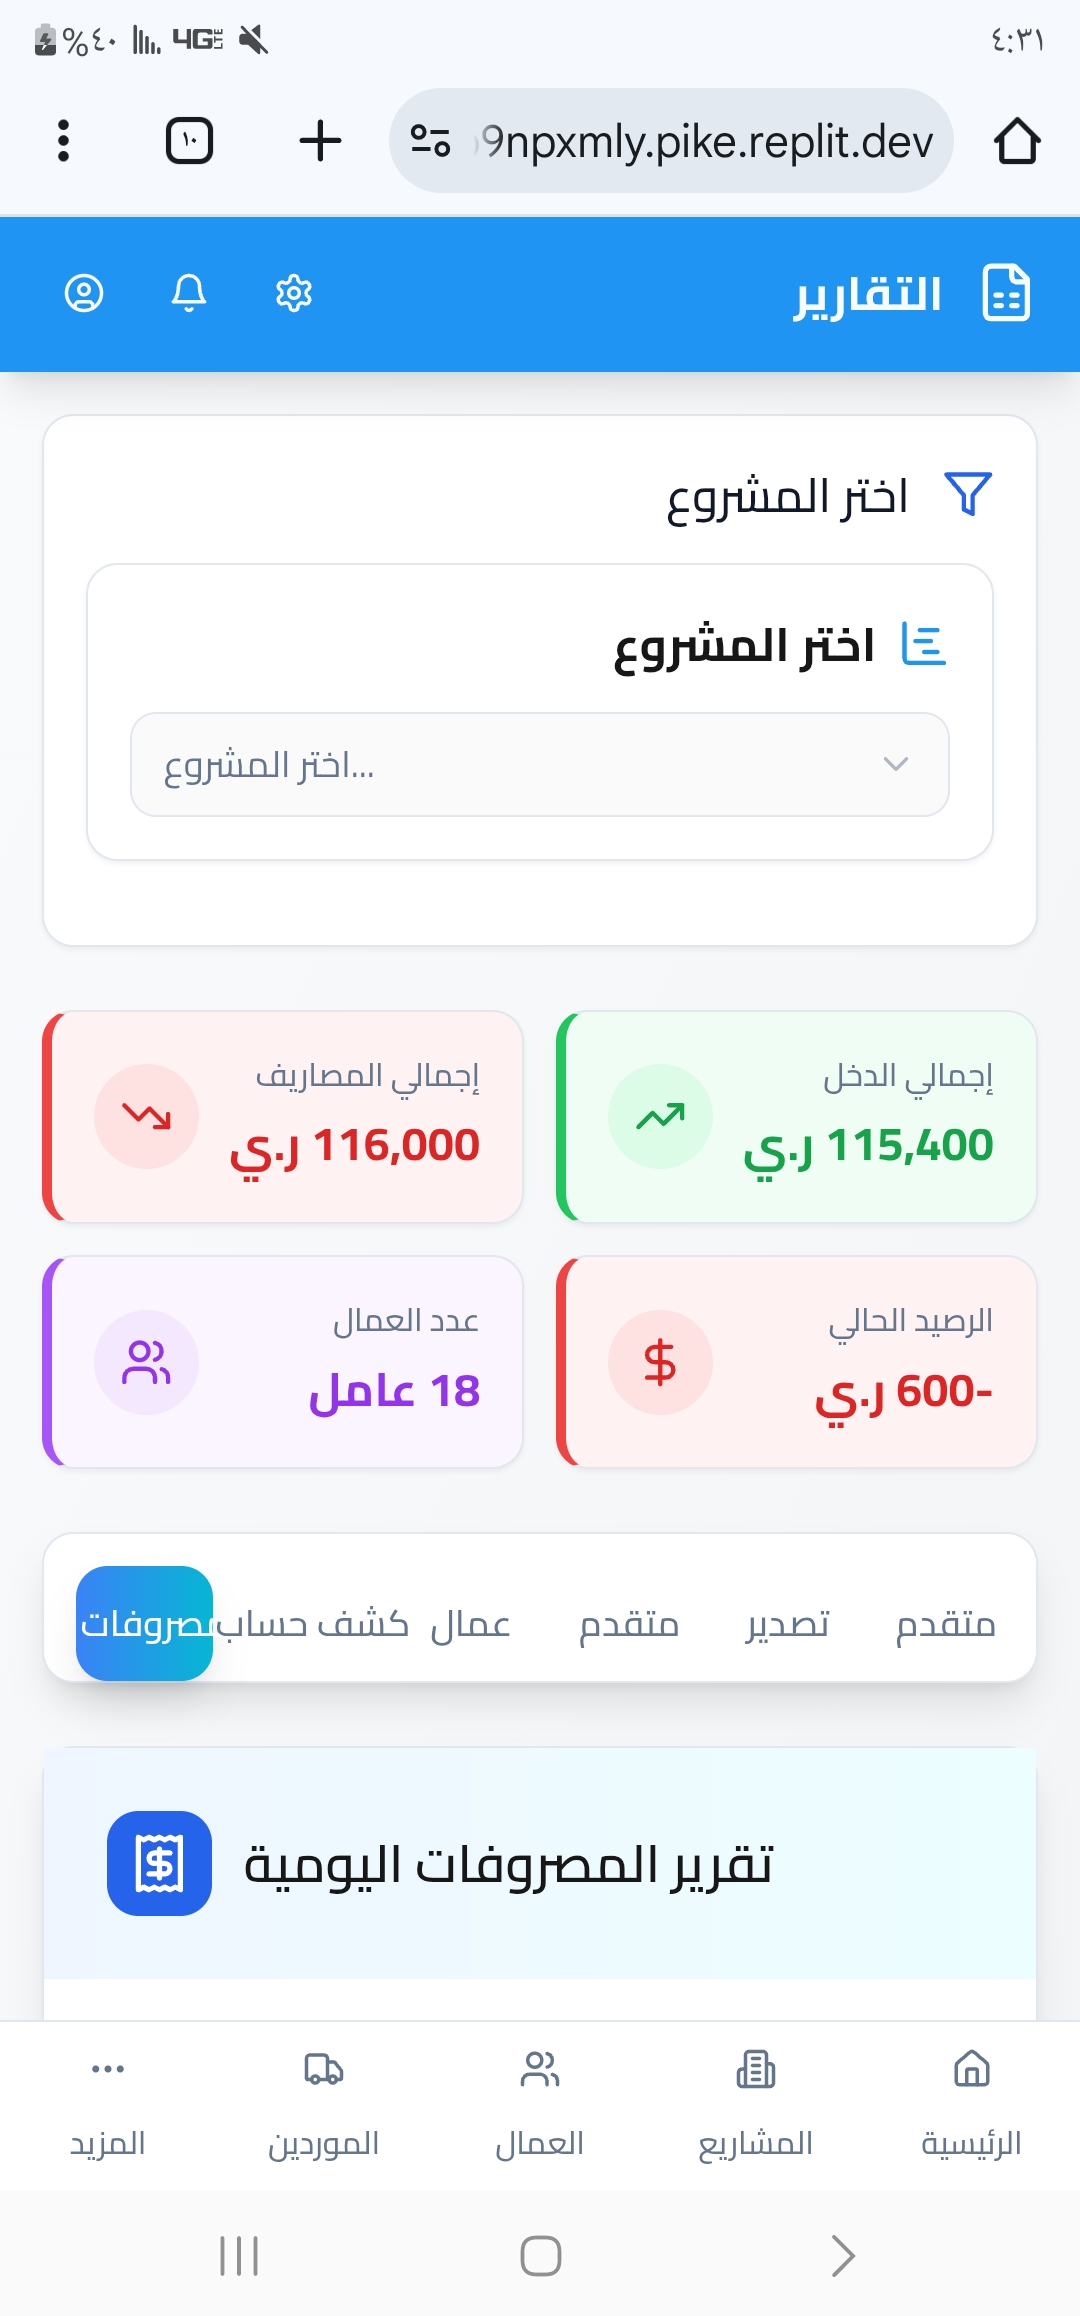 ٤:٣١
%٤٠ 4G LTE
9npxmly.pike.replit.dev
١٠
التقارير
اختر المشروع
اختر المشروع
اختر المشروع...
إجمالي الدخل
115,400 ر.ي
إجمالي المصاريف
116,000 ر.ي
الرصيد الحالي
-600 ر.ي
عدد العمال
18 عامل
متقدم تصدير متقدم عمال كشف حساب مصروفات
تقرير المصروفات اليومية
الرئيسية المشاريع العمال الموردين المزيد